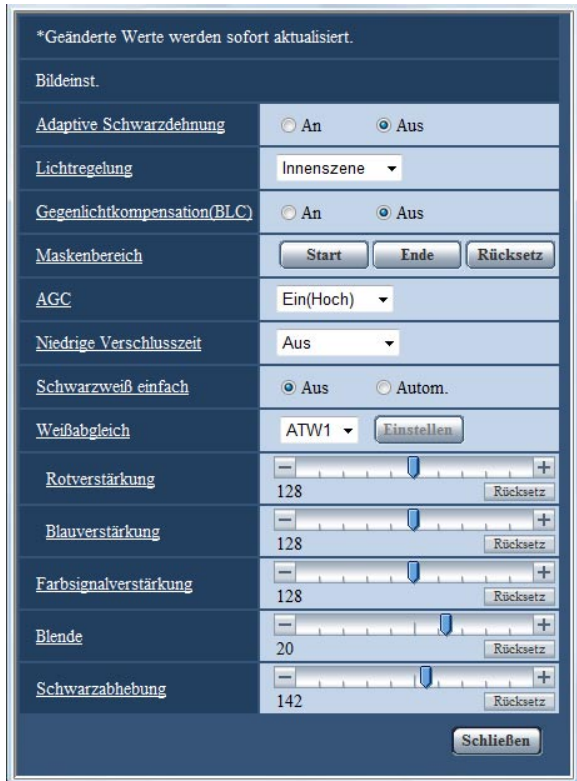 *Geänderte Werte werden sofort aktualisiert.
Bildeinst.
Adaptive Schwarzdehnung An Aus
Lichtregelung Innenszene
Gegenlichtkompensation(BLC) An Aus
Maskenbereich Start Ende Rücksetz
AGC Ein(Hoch)
Niedrige Verschlusszeit Aus
Schwarzweiß einfach Aus Autom.
Weißabgleich ATW1 Einstellen
Rotverstärkung − +
128 Rücksetz
Blauverstärkung − +
128 Rücksetz
Farbsignalverstärkung − +
128 Rücksetz
Blende − +
20 Rücksetz
Schwarzabhebung − +
142 Rücksetz
Schließen